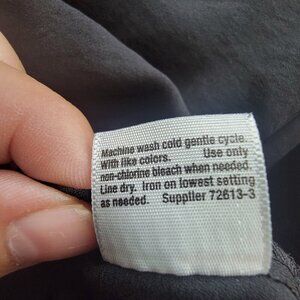 Machine wash cold gentle cycle
With like colors. Use only
non-chlorine bleach when needed.
Line dry. Iron on lowest setting
as needed. Supplier 72613-3